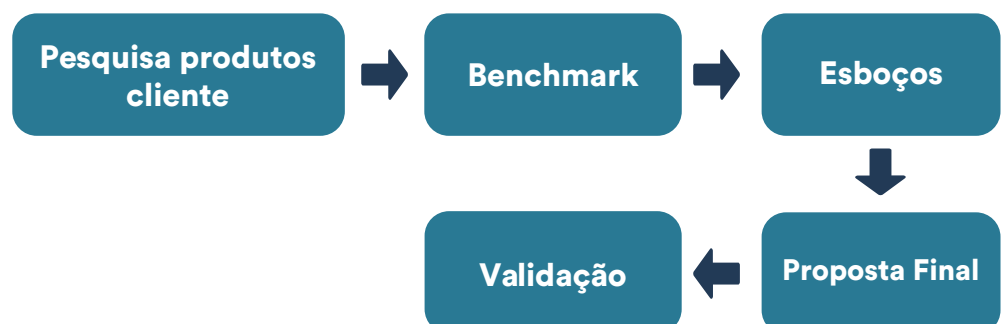 Pesquisa produtos
cliente
Benchmark
Esboços
Proposta Final
Validação